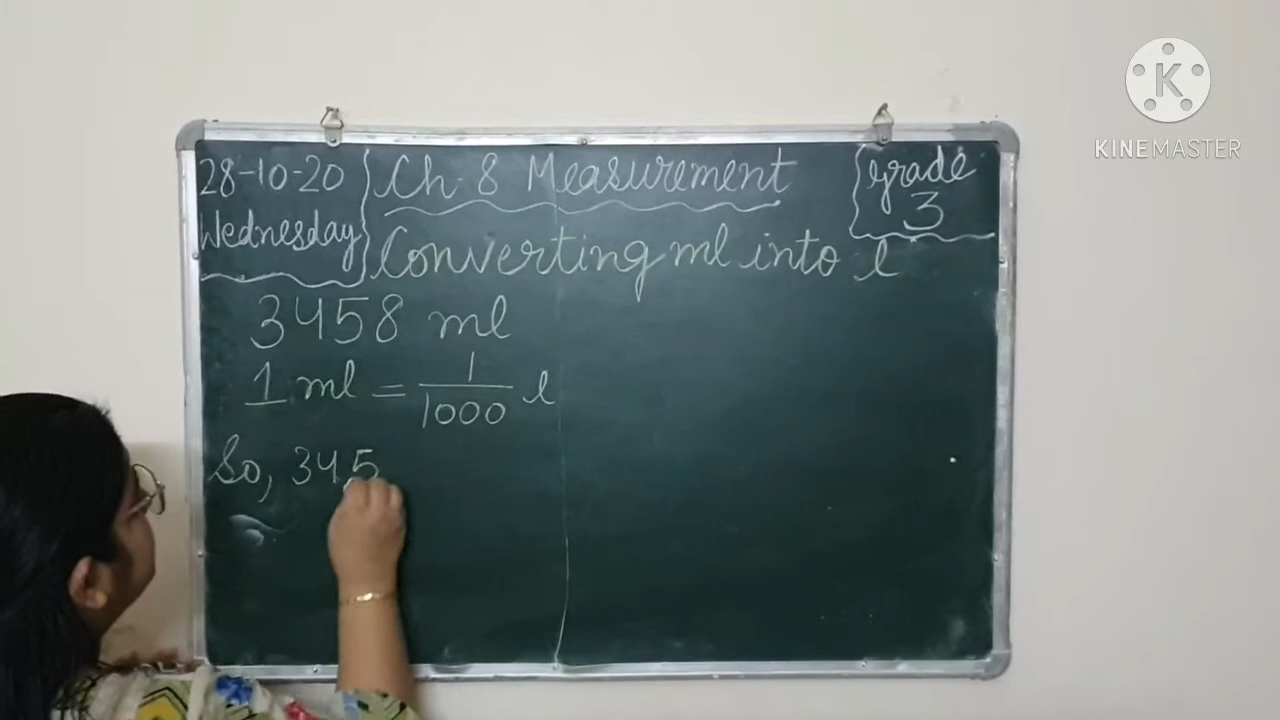 28-10-20
Wednesday
Ch. 8 Measurement
grade
3
Converting ml into l
3458 ml
1 ml = 1/1000 l
So, 345
K
KINEMASTER